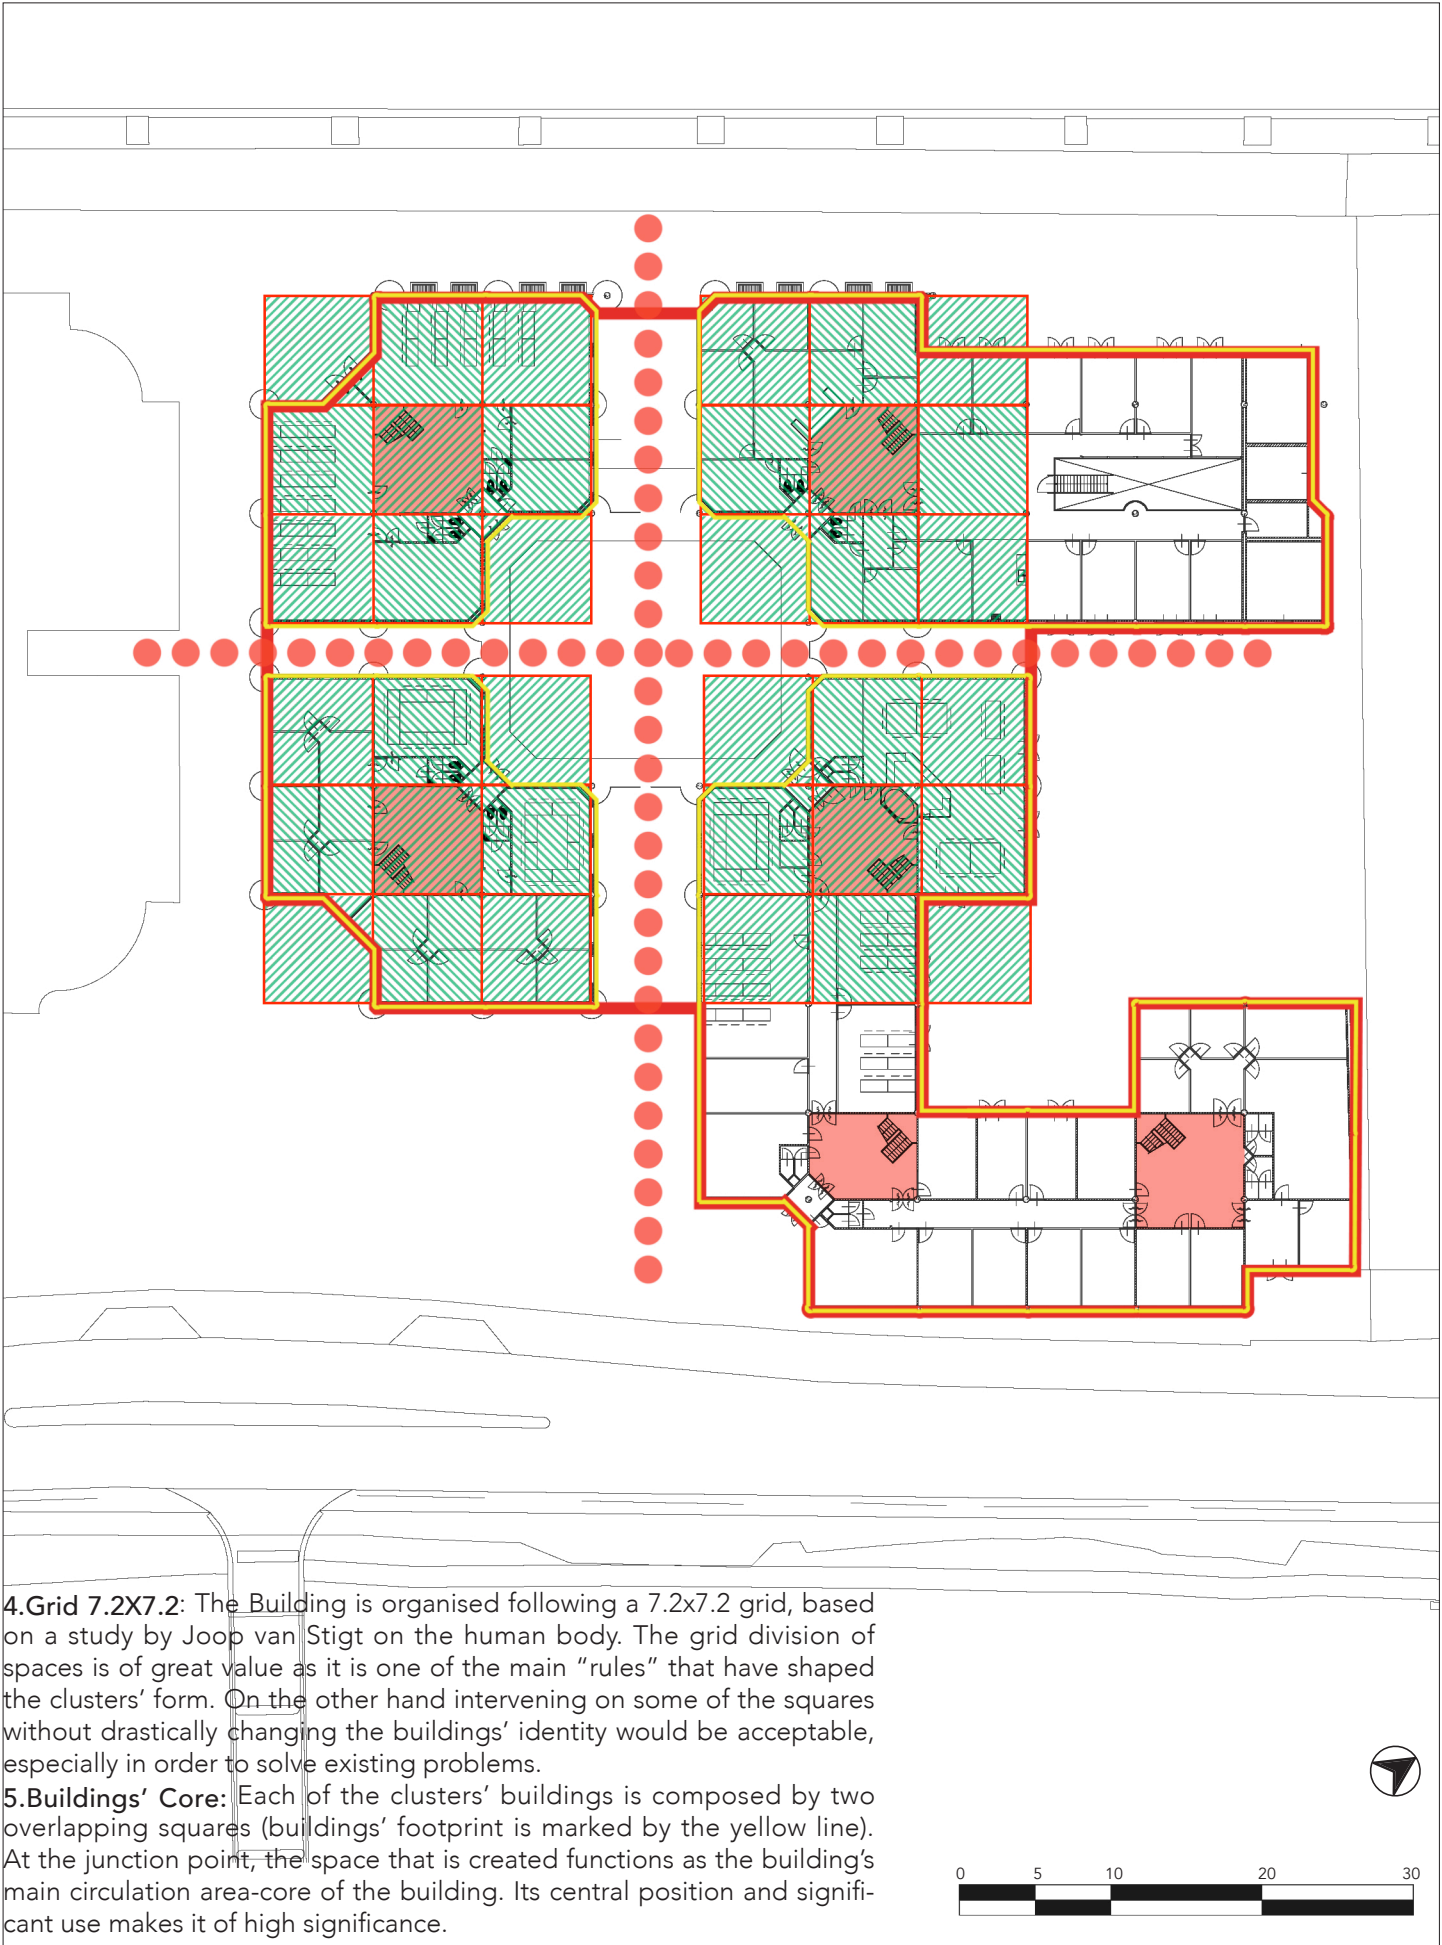 4.Grid 7.2X7.2: The Building is organised following a 7.2x7.2 grid, based
on a study by Joop van Stigt on the human body. The grid division of
spaces is of great value as it is one of the main “rules” that have shaped
the clusters’ form. On the other hand intervening on some of the squares
without drastically changing the buildings’ identity would be acceptable,
especially in order to solve existing problems.
5.Buildings’ Core: Each of the clusters’ buildings is composed by two
overlapping squares (buildings’ footprint is marked by the yellow line).
At the junction point, the space that is created functions as the building’s
main circulation area-core of the building. Its central position and signifi-
cant use makes it of high significance.
0 5 10 20 30